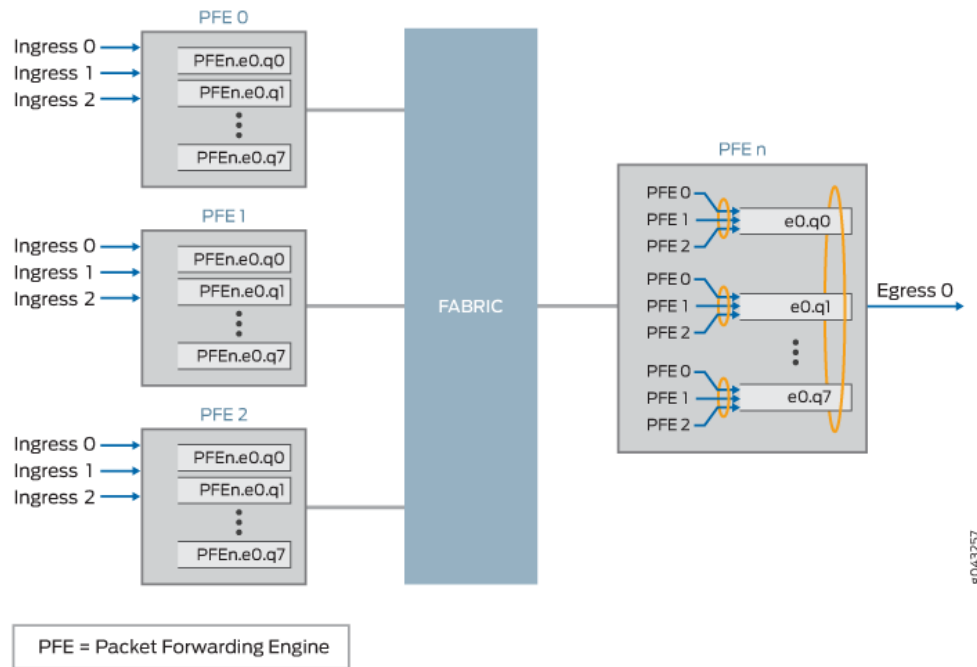 PFE 0
Ingress 0
Ingress 1
Ingress 2
PFEn.e0.q0
PFEn.e0.q1
PFEn.e0.q7
PFE 1
Ingress 0
Ingress 1
Ingress 2
PFEn.e0.q0
PFEn.e0.q1
PFEn.e0.q7
PFE 2
Ingress 0
Ingress 1
Ingress 2
PFEn.e0.q0
PFEn.e0.q1
PFEn.e0.q7
FABRIC
PFE n
PFE 0
PFE 1
PFE 2
e0.q0
PFE 0
PFE 1
PFE 2
e0.q1
PFE 0
PFE 1
PFE 2
e0.q7
Egress 0
g043257
PFE = Packet Forwarding Engine